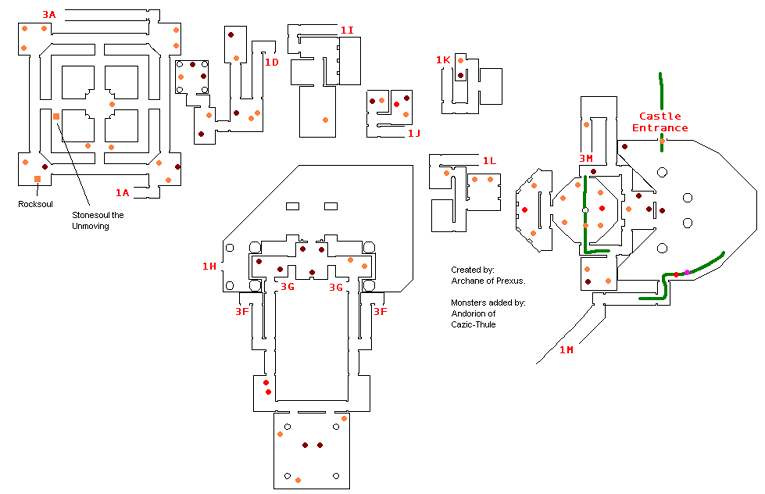 3A
1I
1D
1K
Castle
Entrance
1J
3M
1L
1A
Rocksoul
Stonesoul the
Unmoving
1H
3G
3G
Created by:
Archane of Prexus.
3F
3F
Monsters added by:
Andorion of
Cazic-Thule
1M